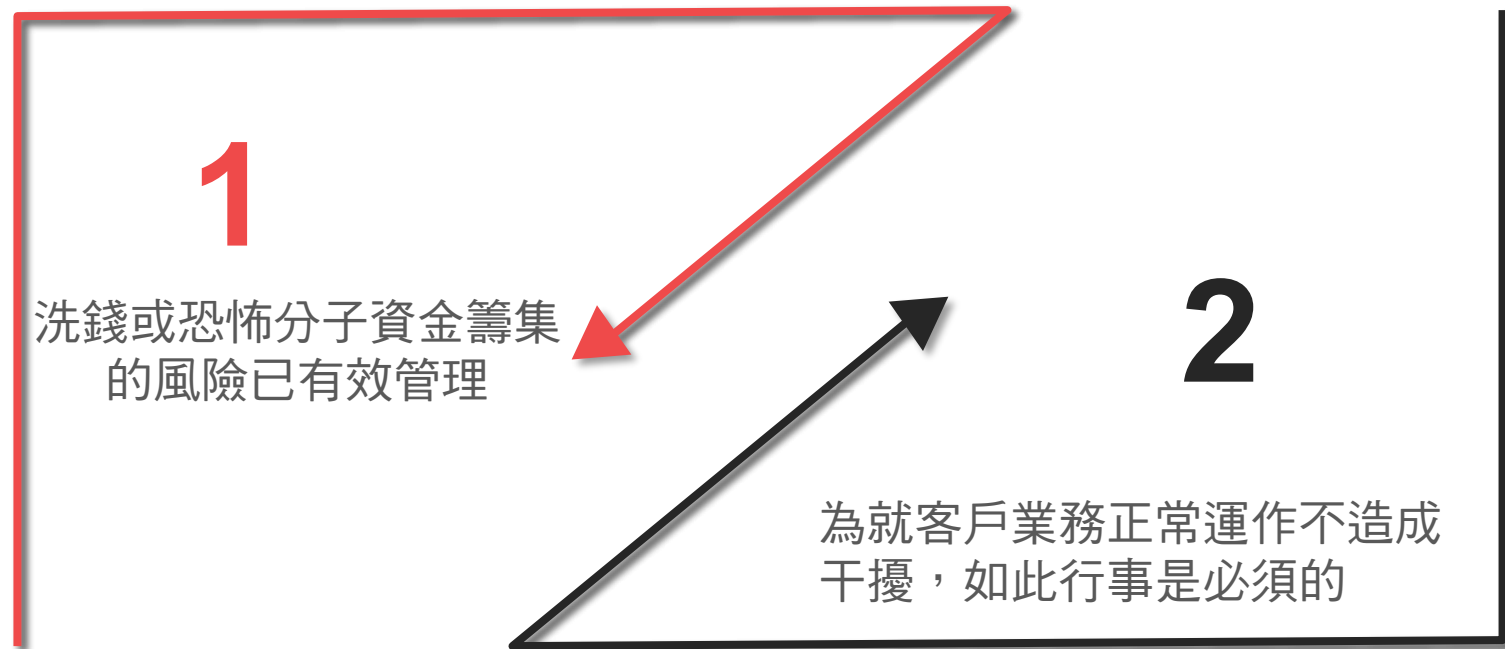 1
洗錢或恐怖分子資金籌集
的風險已有效管理
2
為就客戶業務正常運作不造成
干擾，如此行事是必須的